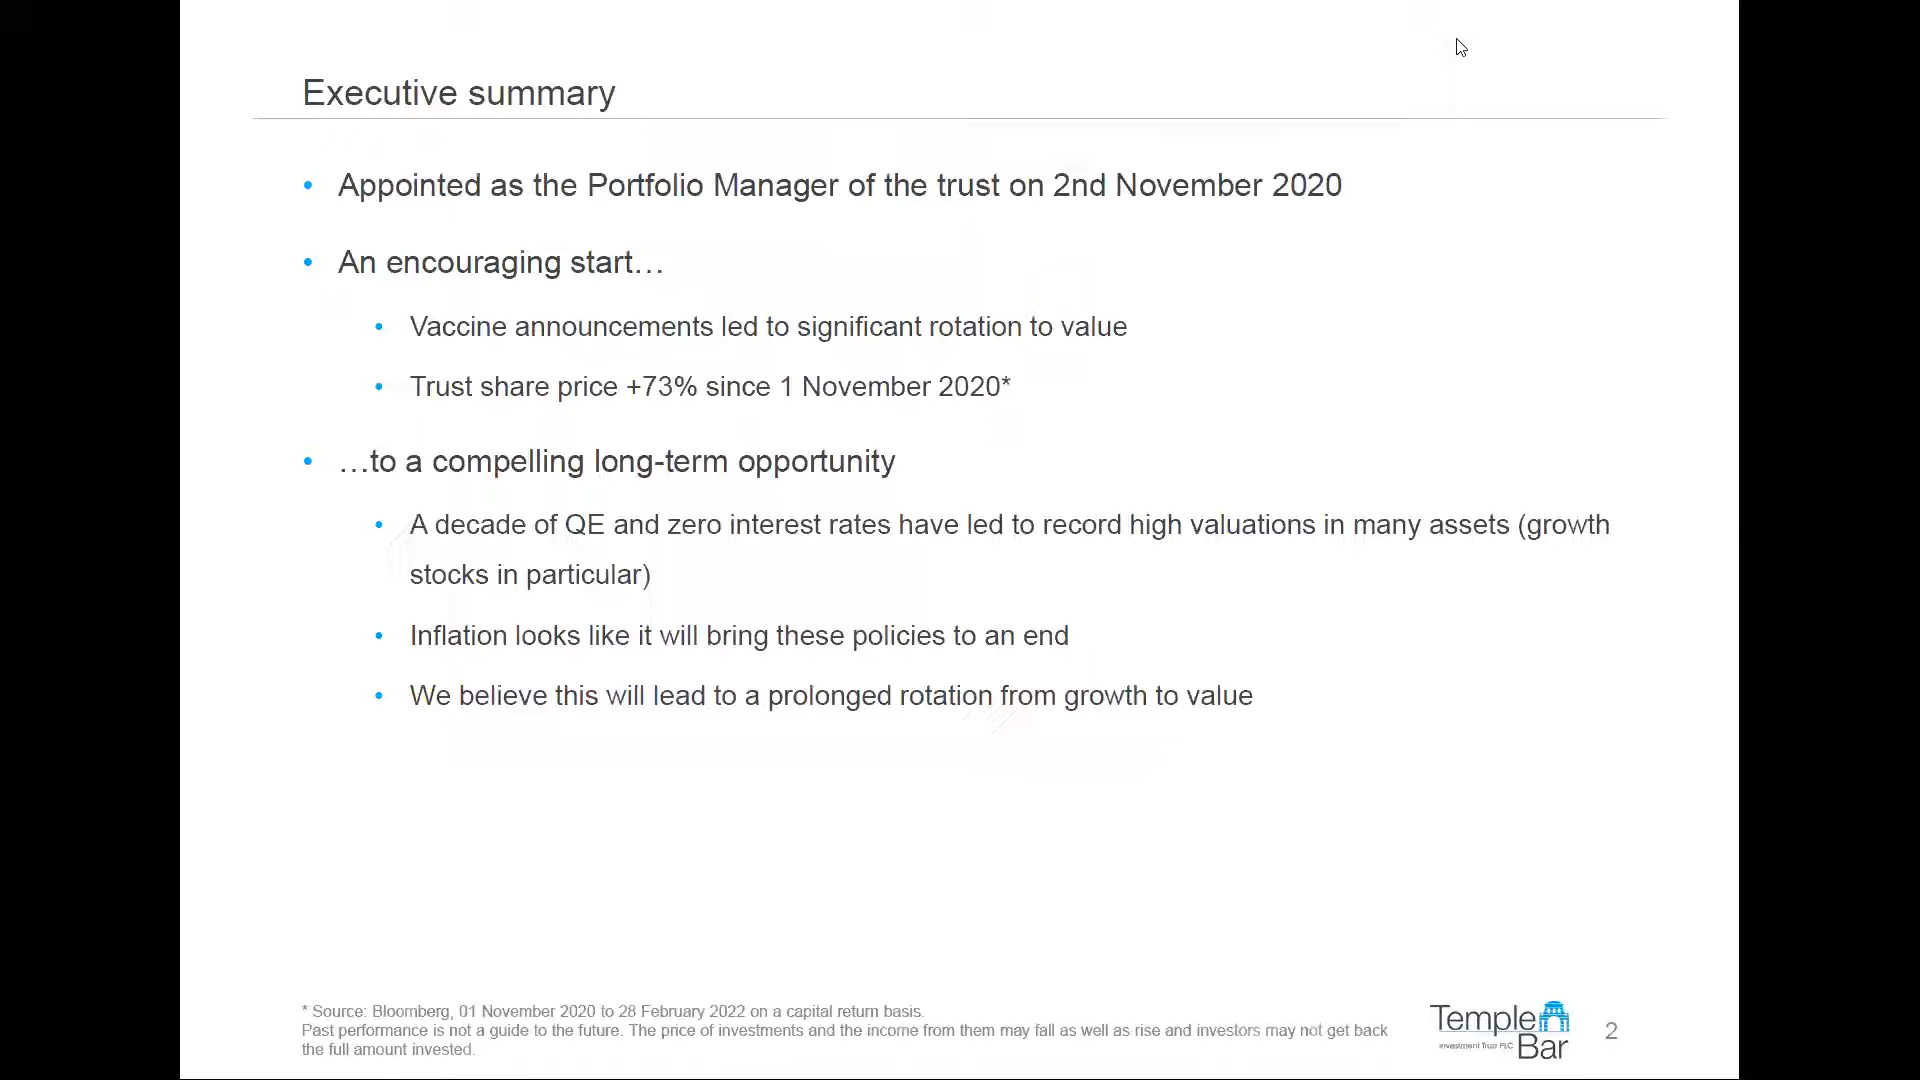 Executive summary
• Appointed as the Portfolio Manager of the trust on 2nd November 2020
• An encouraging start…
• Vaccine announcements led to significant rotation to value
• Trust share price +73% since 1 November 2020*
• …to a compelling long-term opportunity
• A decade of QE and zero interest rates have led to record high valuations in many assets (growth
stocks in particular)
• Inflation looks like it will bring these policies to an end
• We believe this will lead to a prolonged rotation from growth to value
* Source: Bloomberg, 01 November 2020 to 28 February 2022 on a capital return basis.
Past performance is not a guide to the future. The price of investments and the income from them may fall as well as rise and investors may not get back
the full amount invested.
Temple
Investment Trust PLC Bar
2